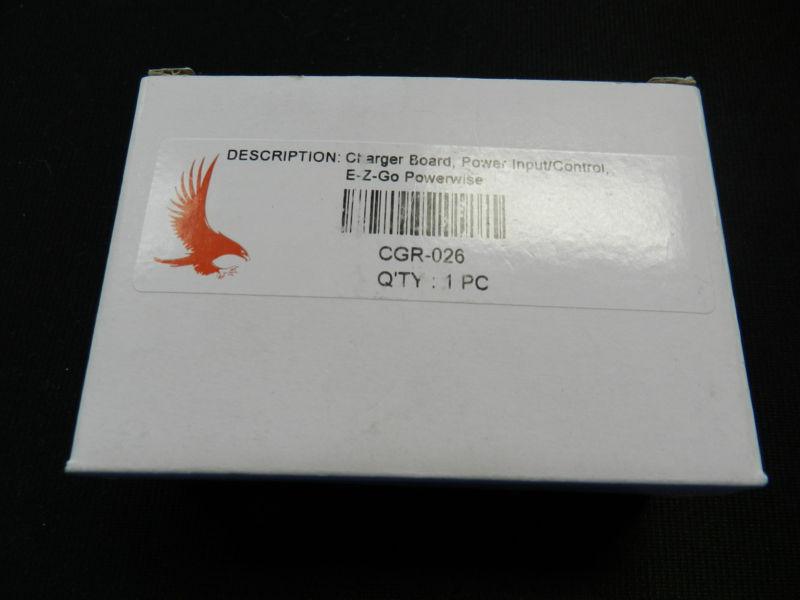 DESCRIPTION: Charger Board, Power Input/Control,
E-Z-Go Powerwise
CGR-026
Q'TY : 1 PC